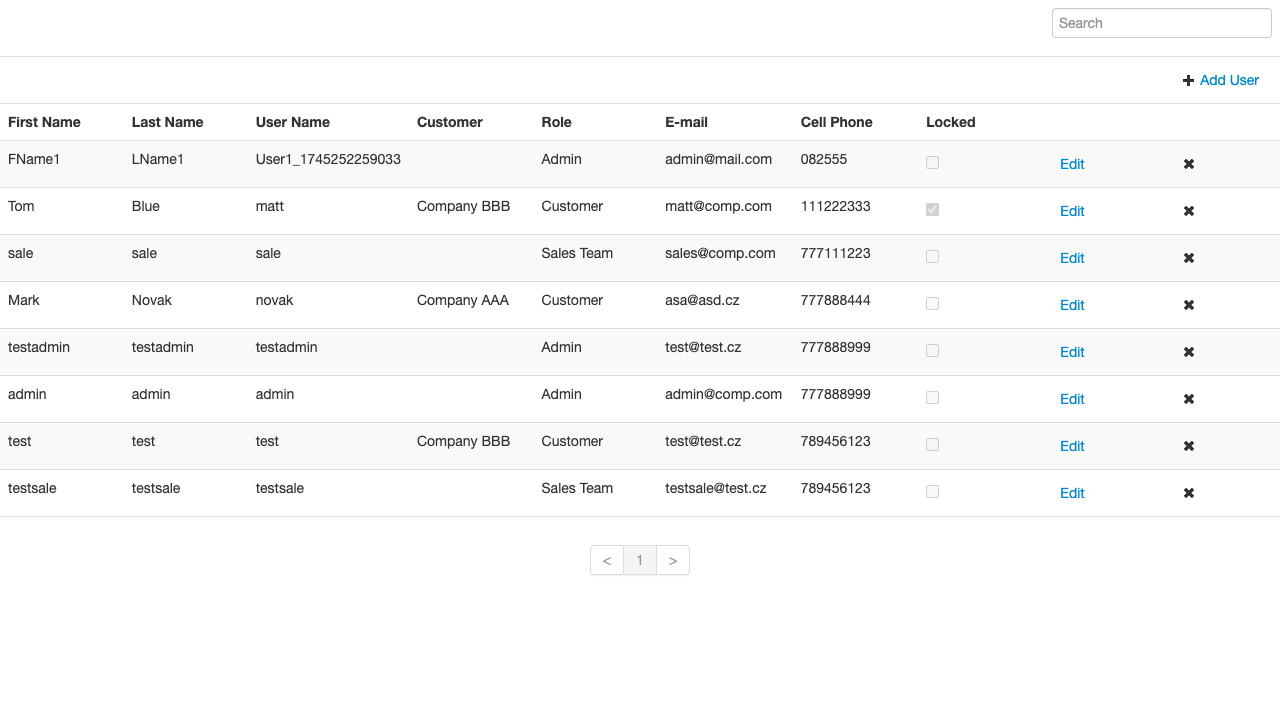 Search
Add User
First Name Last Name User Name Customer Role E-mail Cell Phone Locked
FName1 LName1 User1_1745252259033 Admin admin@mail.com 082555 Edit
Tom Blue matt Company BBB Customer matt@comp.com 111222333 Edit
sale sale sale Sales Team sales@comp.com 777111223 Edit
Mark Novak novak Company AAA Customer asa@asd.cz 777888444 Edit
testadmin testadmin testadmin Admin test@test.cz 777888999 Edit
admin admin admin Admin admin@comp.com 777888999 Edit
test test test Company BBB Customer test@test.cz 789456123 Edit
testsale testsale testsale Sales Team testsale@test.cz 789456123 Edit
< 1 >